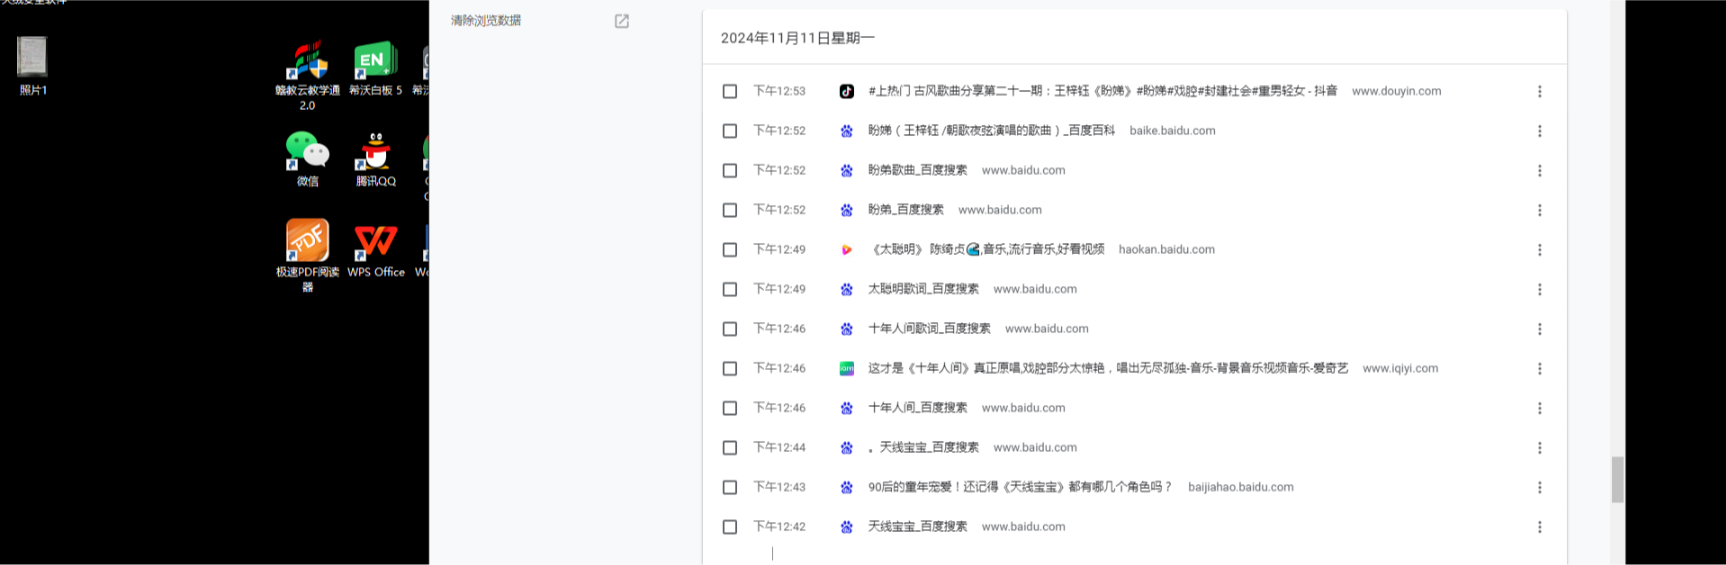 照片1
赣教云教学通
2.0
希沃白板 5
微信
腾讯QQ
极速PDF阅读
器
WPS Office
清除浏览数据
2024年11月11日星期一
下午12:53 #上热门 古风歌曲分享第二十一期：王梓钰《盼娣》#盼娣#戏腔#封建社会#重男轻女 - 抖音 www.douyin.com
下午12:52 盼娣（王梓钰 /朝歌夜弦演唱的歌曲）_百度百科 baike.baidu.com
下午12:52 盼弟歌曲_百度搜索 www.baidu.com
下午12:52 盼弟_百度搜索 www.baidu.com
下午12:49 《太聪明》 陈绮贞🌊,音乐,流行音乐,好看视频 haokan.baidu.com
下午12:49 太聪明歌词_百度搜索 www.baidu.com
下午12:46 十年人间歌词_百度搜索 www.baidu.com
下午12:46 这才是《十年人间》真正原唱,戏腔部分太惊艳，唱出无尽孤独-音乐-背景音乐视频音乐-爱奇艺 www.iqiyi.com
下午12:46 十年人间_百度搜索 www.baidu.com
下午12:44 。天线宝宝_百度搜索 www.baidu.com
下午12:43 90后的童年宠爱！还记得《天线宝宝》都有哪几个角色吗？ baijiahao.baidu.com
下午12:42 天线宝宝_百度搜索 www.baidu.com